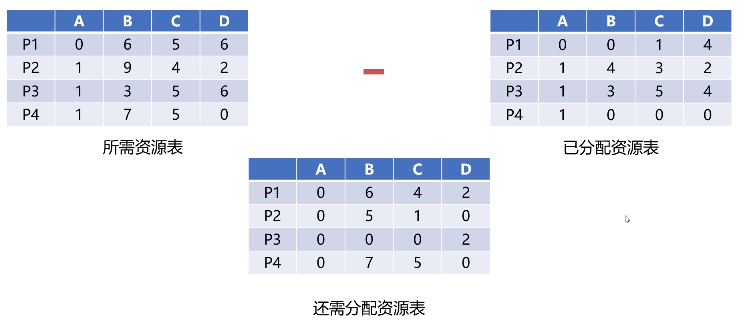 A B C D
P1 0 6 5 6
P2 1 9 4 2
P3 1 3 5 6
P4 1 7 5 0
所需资源表
A B C D
P1 0 0 1 4
P2 1 4 3 2
P3 1 3 5 4
P4 1 0 0 0
已分配资源表
A B C D
P1 0 6 4 2
P2 0 5 1 0
P3 0 0 0 2
P4 0 7 5 0
还需分配资源表